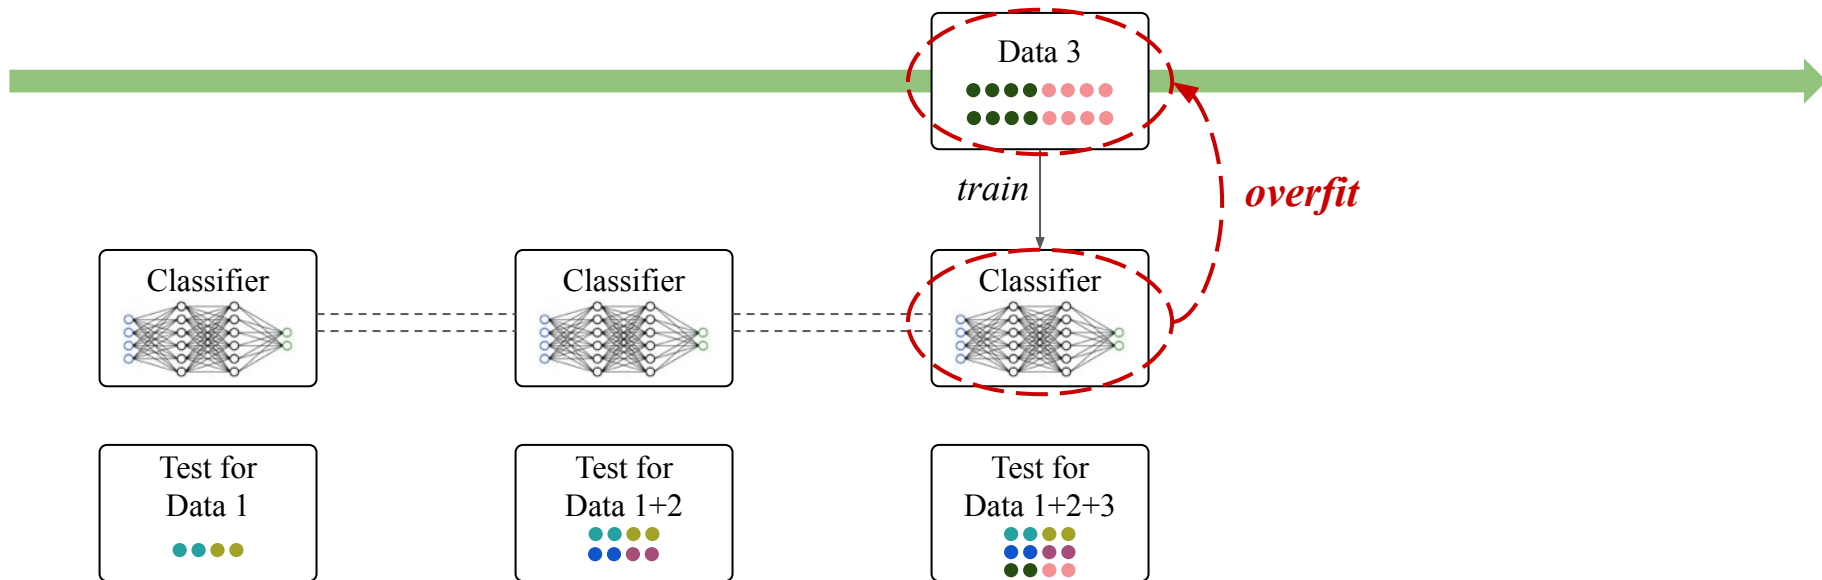 Data 3
train
overfit
Classifier
Classifier
Classifier
Test for
Data 1
Test for
Data 1+2
Test for
Data 1+2+3